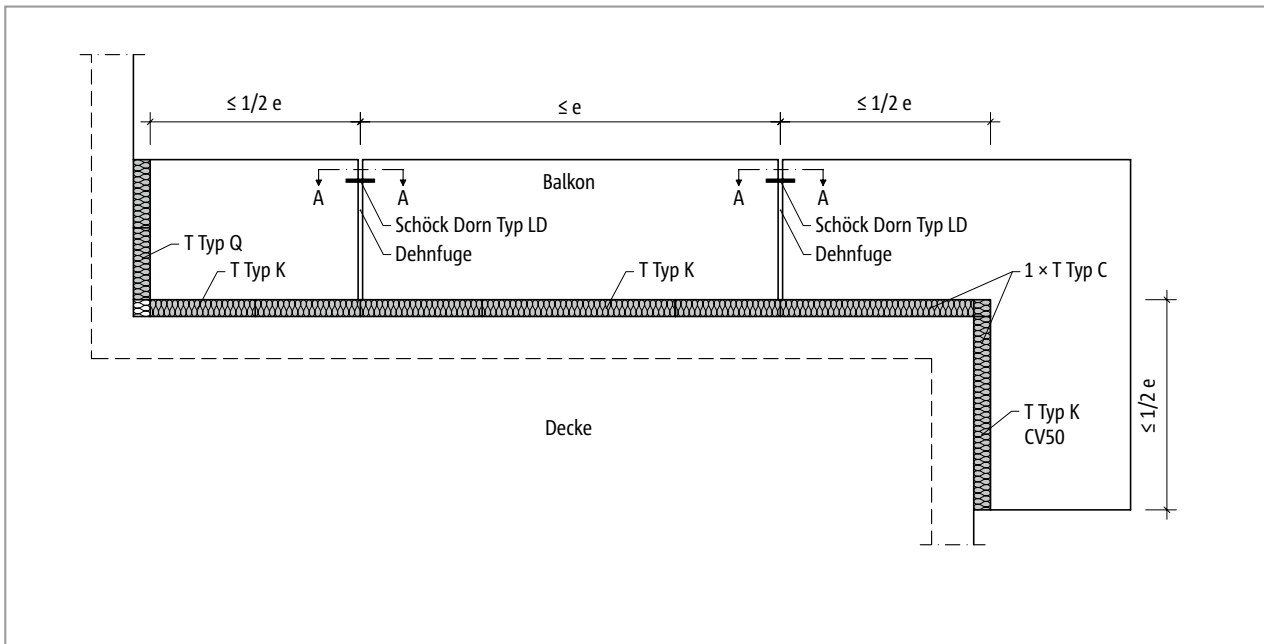 ≤ 1/2 e
≤ e
≤ 1/2 e
A
A
Balkon
A
A
Schöck Dorn Typ LD
Schöck Dorn Typ LD
T Typ Q
Dehnfuge
Dehnfuge
T Typ K
T Typ K
1 × T Typ C
≤ 1/2 e
T Typ K
CV50
Decke